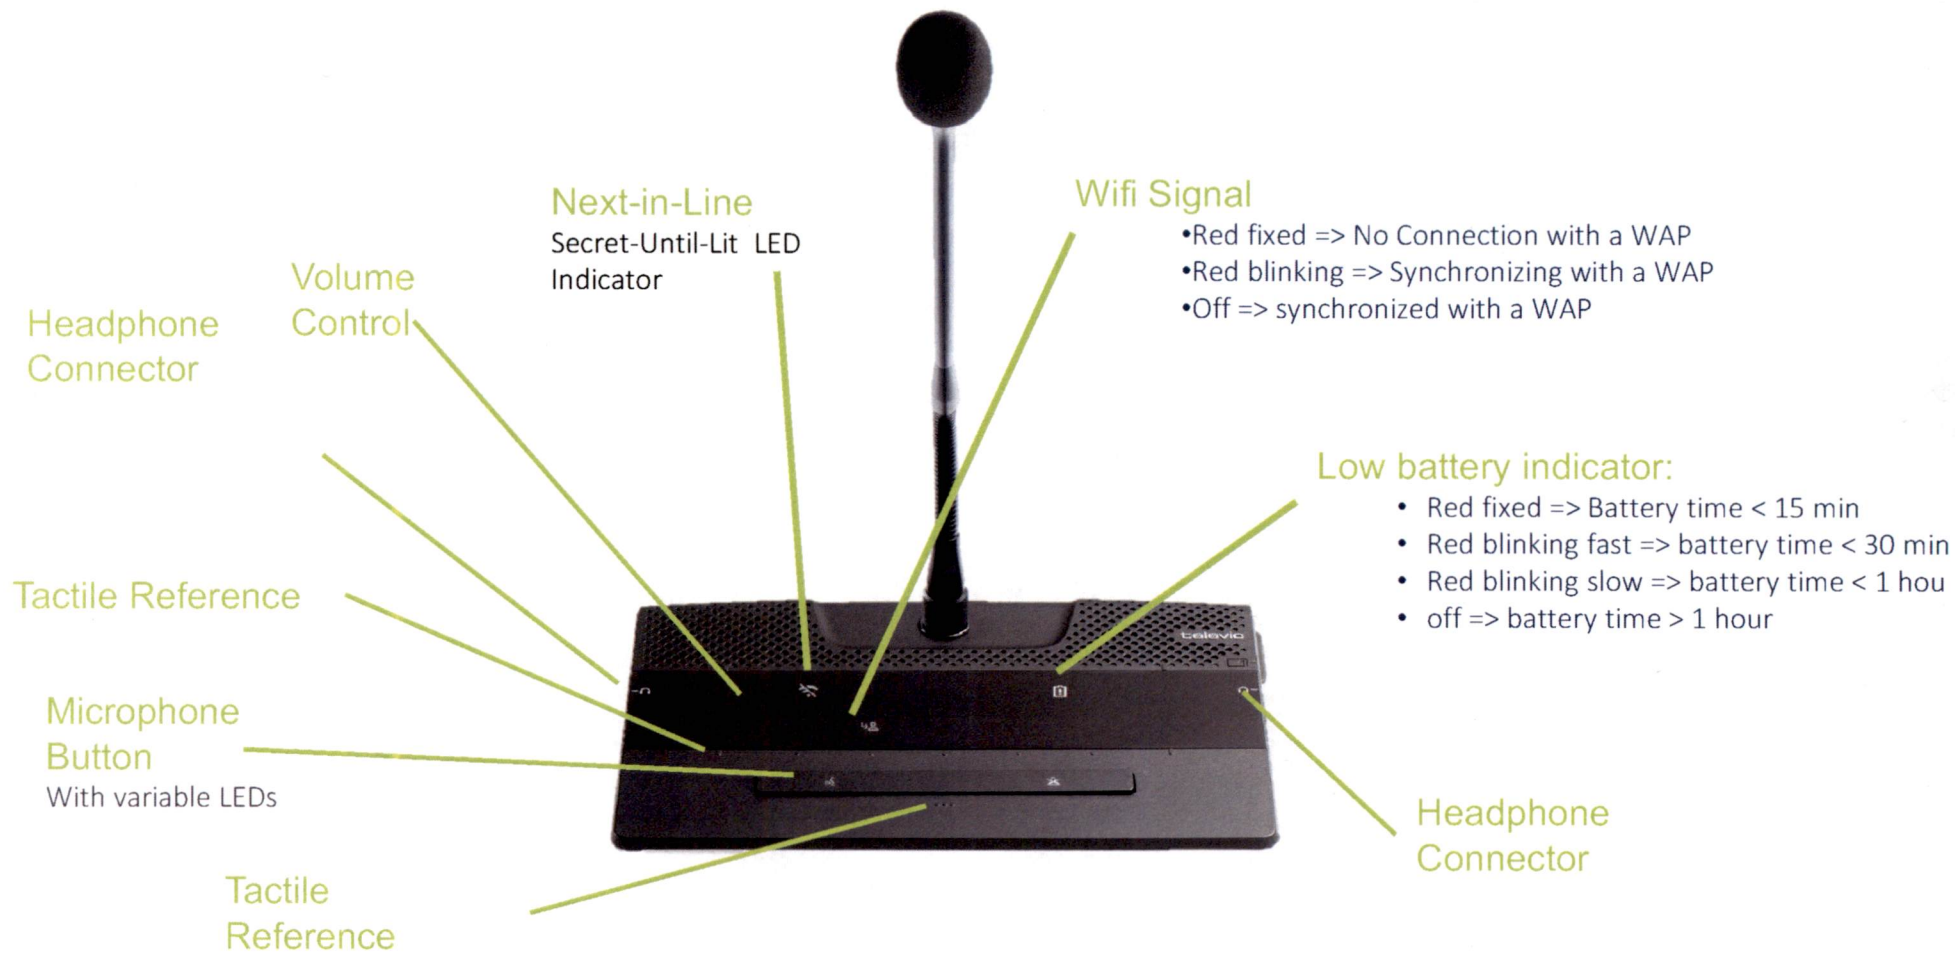 Next-in-Line
Secret-Until-Lit LED
Indicator
Wifi Signal
•Red fixed => No Connection with a WAP
•Red blinking => Synchronizing with a WAP
•Off => synchronized with a WAP
Volume
Control
Headphone
Connector
Low battery indicator:
• Red fixed => Battery time < 15 min
• Red blinking fast => battery time < 30 min
• Red blinking slow => battery time < 1 hou
• off => battery time > 1 hour
Tactile Reference
televic
Microphone
Button
With variable LEDs
Headphone
Connector
Tactile
Reference